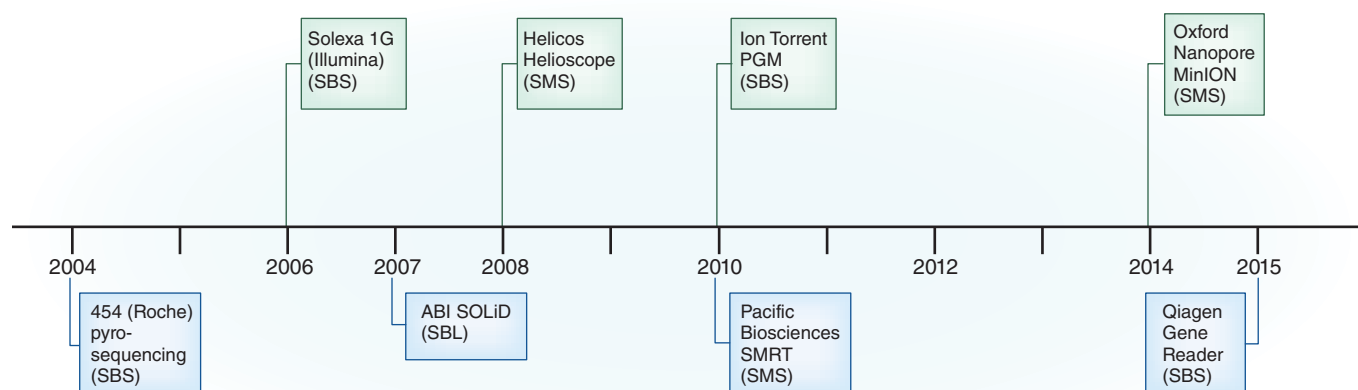 Solexa 1G
(Illumina)
(SBS)
Helicos
Helioscope
(SMS)
Ion Torrent
PGM
(SBS)
Oxford
Nanopore
MinION
(SMS)
2004
2006
2007
2008
2010
2012
2014
2015
454 (Roche)
pyro-
sequencing
(SBS)
ABI SOLiD
(SBL)
Pacific
Biosciences
SMRT
(SMS)
Qiagen
Gene
Reader
(SBS)